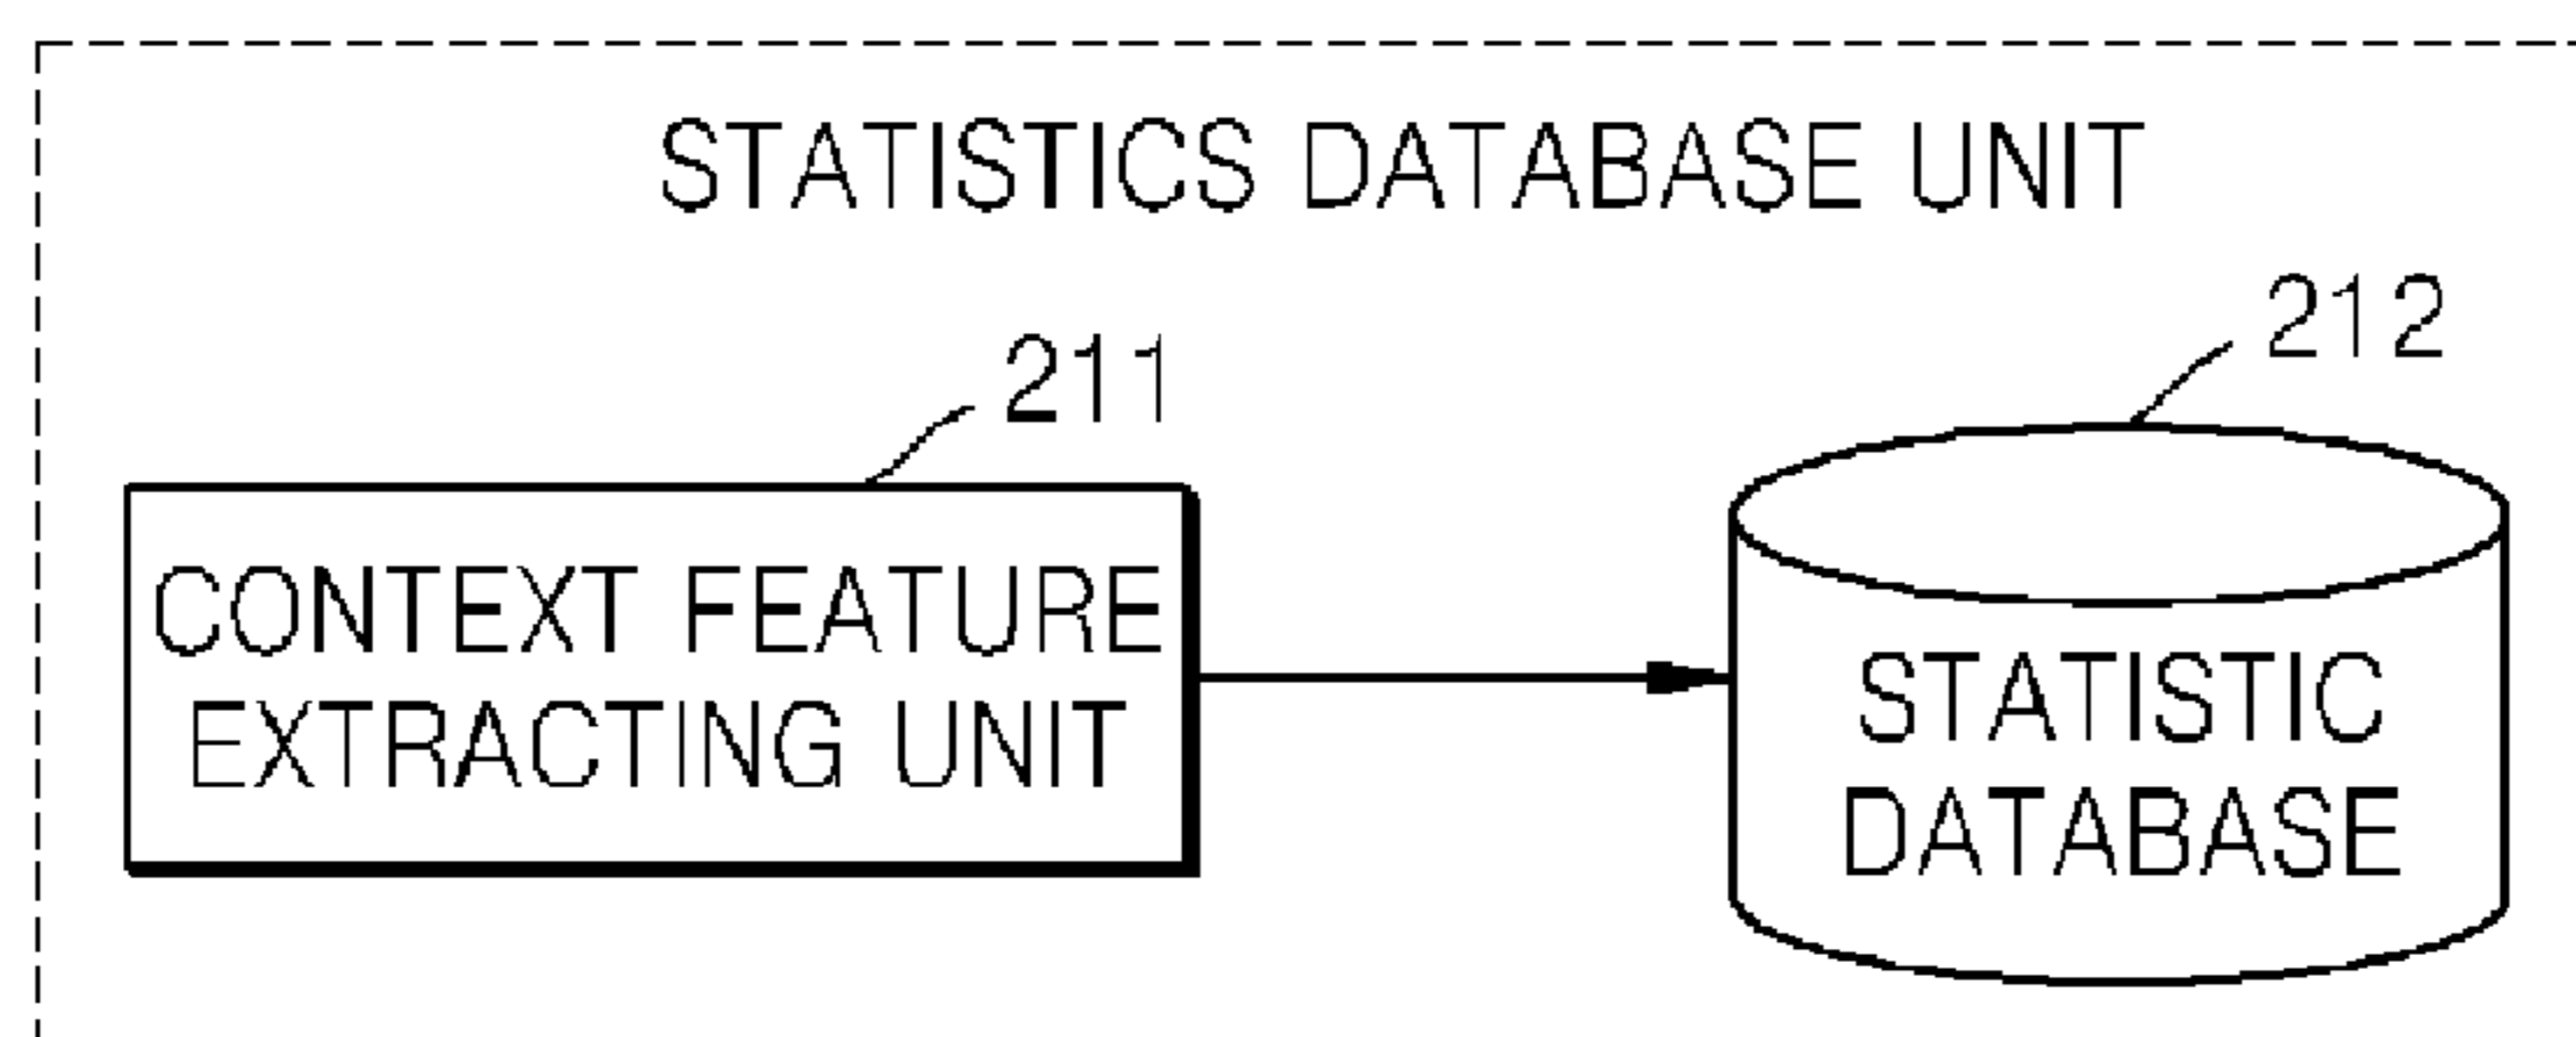 STATISTICS DATABASE UNIT
212
211
CONTEXT FEATURE
EXTRACTING UNIT
STATISTIC
DATABASE